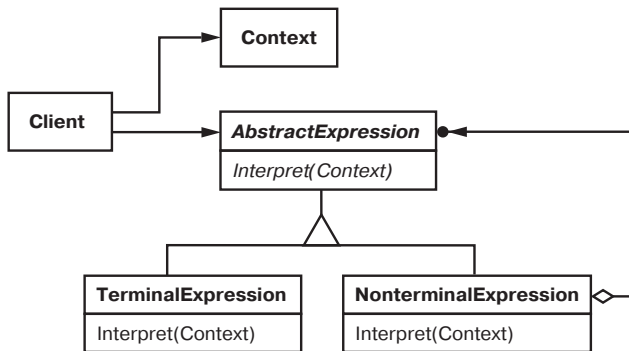 Context
Client
AbstractExpression
Interpret(Context)
TerminalExpression
Interpret(Context)
NonterminalExpression
Interpret(Context)